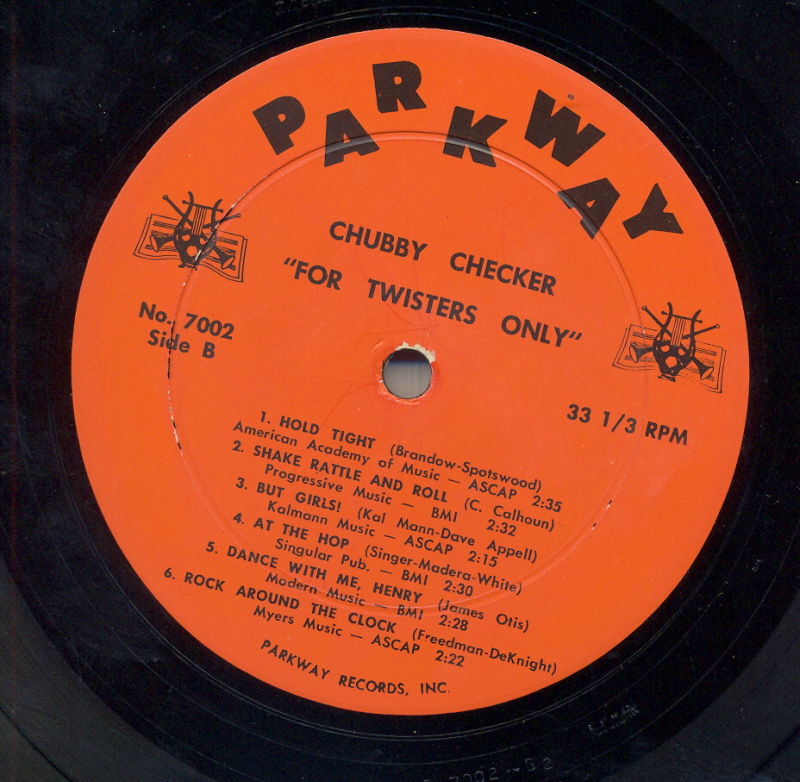 PARKWAY
CHUBBY CHECKER
"FOR TWISTERS ONLY"
No. 7002
Side B
33 1/3 RPM
1. HOLD TIGHT (Brandow-Spotswood)
American Academy of Music — ASCAP 2:35
2. SHAKE RATTLE AND ROLL (C. Calhoun)
Progressive Music — BMI 2:32
3. BUT GIRLS! (Kal Mann-Dave Appell)
Kalmann Music — ASCAP 2:15
4. AT THE HOP (Singer-Madera-White)
Singular Pub. — BMI 2:30
5. DANCE WITH ME, HENRY (James Otis)
Modern Music — BMI 2:28
6. ROCK AROUND THE CLOCK (Freedman-DeKnight)
Myers Music — ASCAP 2:22
PARKWAY RECORDS, INC.